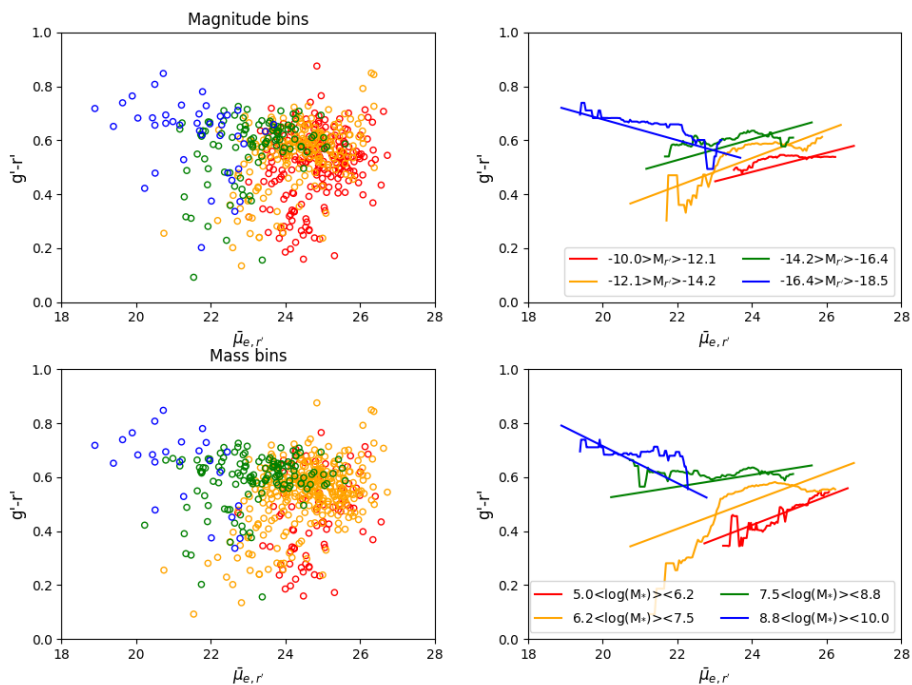 Magnitude bins
1.0
0.8
0.6
0.4
0.2
0.0
g'-r'
18 20 22 24 26 28
μ̄e, r'
1.0
0.8
0.6
0.4
0.2
0.0
g'-r'
-10.0>Mr'>-12.1
-12.1>Mr'>-14.2
-14.2>Mr'>-16.4
-16.4>Mr'>-18.5
18 20 22 24 26 28
μ̄e, r'
Mass bins
1.0
0.8
0.6
0.4
0.2
0.0
g'-r'
18 20 22 24 26 28
μ̄e, r'
1.0
0.8
0.6
0.4
0.2
0.0
g'-r'
5.0<log(M*)><6.2
6.2<log(M*)><7.5
7.5<log(M*)><8.8
8.8<log(M*)><10.0
18 20 22 24 26 28
μ̄e, r'